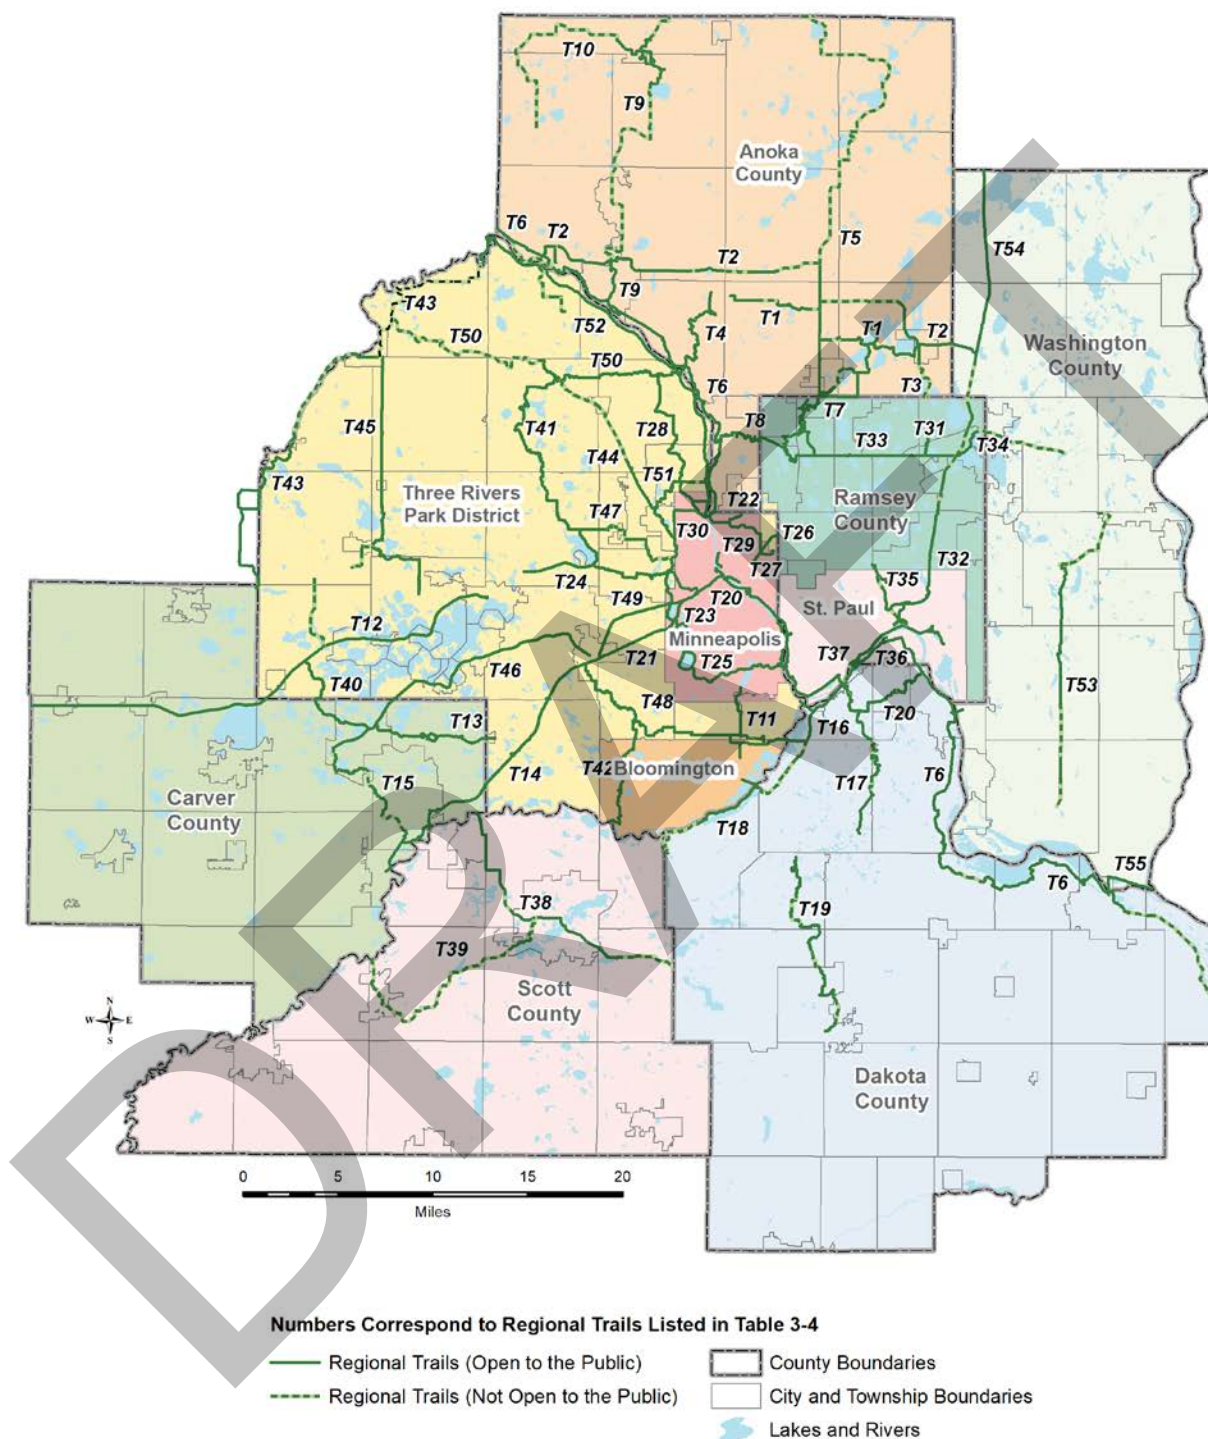 T10
T9
Anoka
County
T6
T2
T2
T5
T54
T43
T9
T52
T50
T50
T4
T1
T1
T2
Washington
County
T6
T3
T45
T41
T28
T8
T7
T33
T31
T34
T44
T43
T51
Three Rivers
Park District
T47
T22
Ramsey
County
T30
T29
T26
T27
T32
T24
T49
T20
T35
St. Paul
T12
T23
Minneapolis
T21
T25
T37
T36
T46
T40
T48
T53
T13
T11
T16
T20
T14
T42
Bloomington
T15
T17
T6
Carver
County
T18
T55
T6
T38
T19
T39
Scott
County
N
W
E
S
Dakota
County
0
5
10
15
20
Miles
DRAFT
Numbers Correspond to Regional Trails Listed in Table 3-4
Regional Trails (Open to the Public)
County Boundaries
Regional Trails (Not Open to the Public)
City and Township Boundaries
Lakes and Rivers